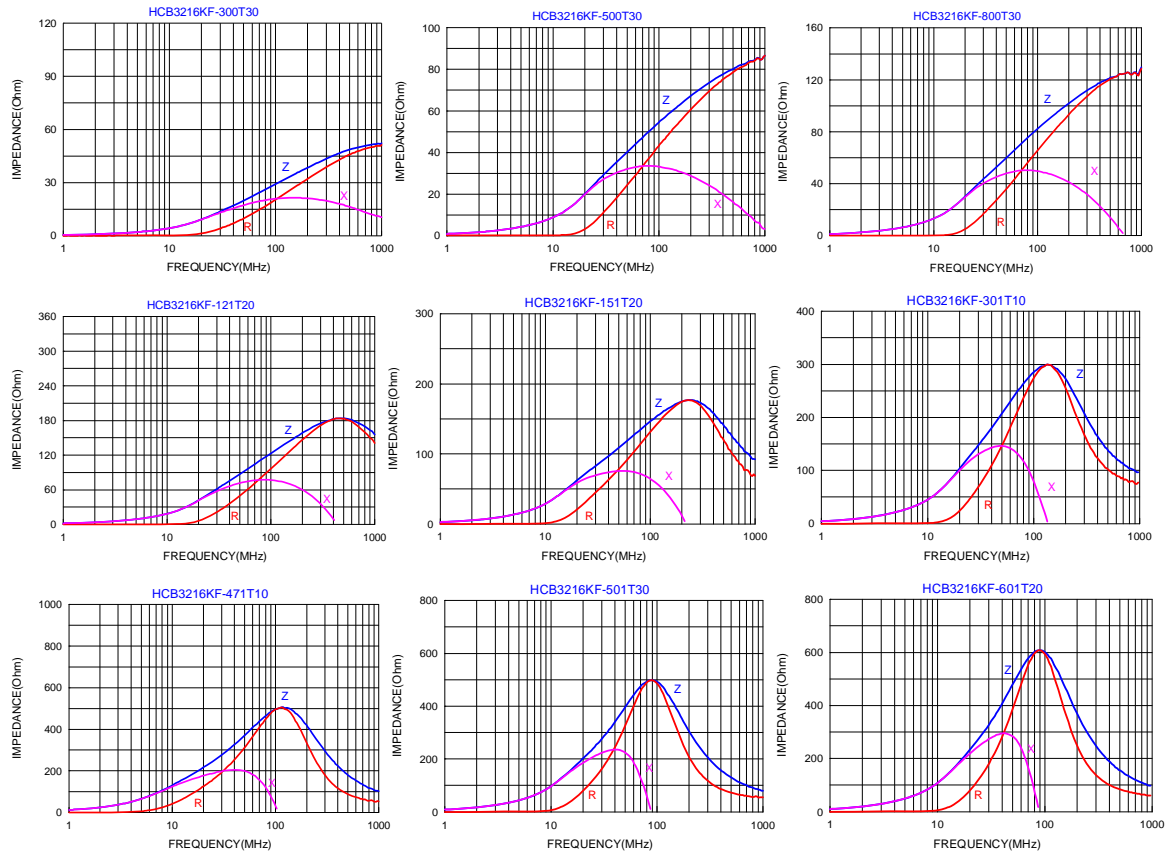 HCB3216KF-300T30
IMPEDANCE(Ohm)
120
90
60
30
0
Z
X
R
1 10 100 1000
FREQUENCY(MHz)
HCB3216KF-500T30
IMPEDANCE(Ohm)
100
80
60
40
20
0
Z
X
R
1 10 100 1000
FREQUENCY(MHz)
HCB3216KF-800T30
IMPEDANCE(Ohm)
160
120
80
40
0
Z
X
R
1 10 100 1000
FREQUENCY(MHz)
HCB3216KF-121T20
IMPEDANCE(Ohm)
360
300
240
180
120
60
0
Z
X
R
1 10 100 1000
FREQUENCY(MHz)
HCB3216KF-151T20
IMPEDANCE(Ohm)
300
200
100
0
Z
X
R
1 10 100 1000
FREQUENCY(MHz)
HCB3216KF-301T10
IMPEDANCE(Ohm)
400
300
200
100
0
Z
X
R
1 10 100 1000
FREQUENCY(MHz)
HCB3216KF-471T10
IMPEDANCE(Ohm)
1000
800
600
400
200
0
Z
X
R
1 10 100 1000
FREQUENCY(MHz)
HCB3216KF-501T30
IMPEDANCE(Ohm)
800
600
400
200
0
Z
X
R
1 10 100 1000
FREQUENCY(MHz)
HCB3216KF-601T20
IMPEDANCE(Ohm)
800
600
400
200
0
Z
X
R
1 10 100 1000
FREQUENCY(MHz)